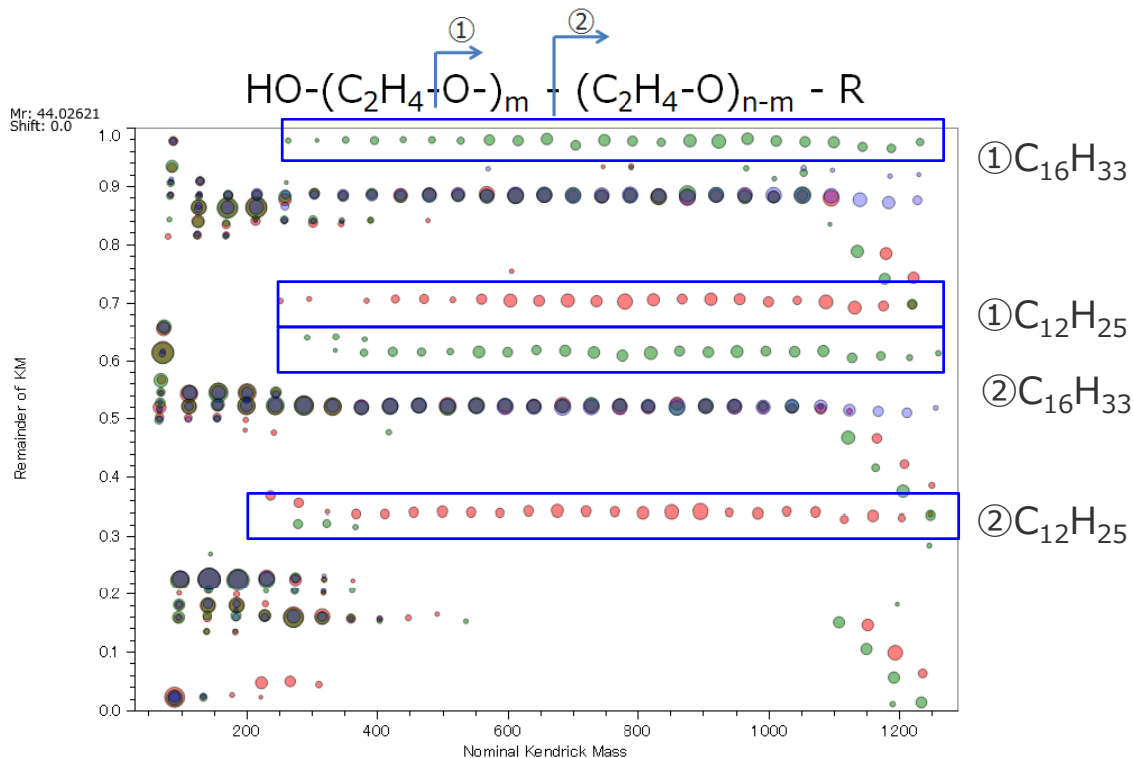 ① ②
HO-(C₂H₄-O-)ₘ - (C₂H₄-O)ₙ₋ₘ - R
Mr: 44.02621
Shift: 0.0
1.0
0.9
0.8
0.7
0.6
0.5
0.4
0.3
0.2
0.1
0.0
Remainder of KM
200 400 600 800 1000 1200
Nominal Kendrick Mass
①C₁₆H₃₃
①C₁₂H₂₅
②C₁₆H₃₃
②C₁₂H₂₅